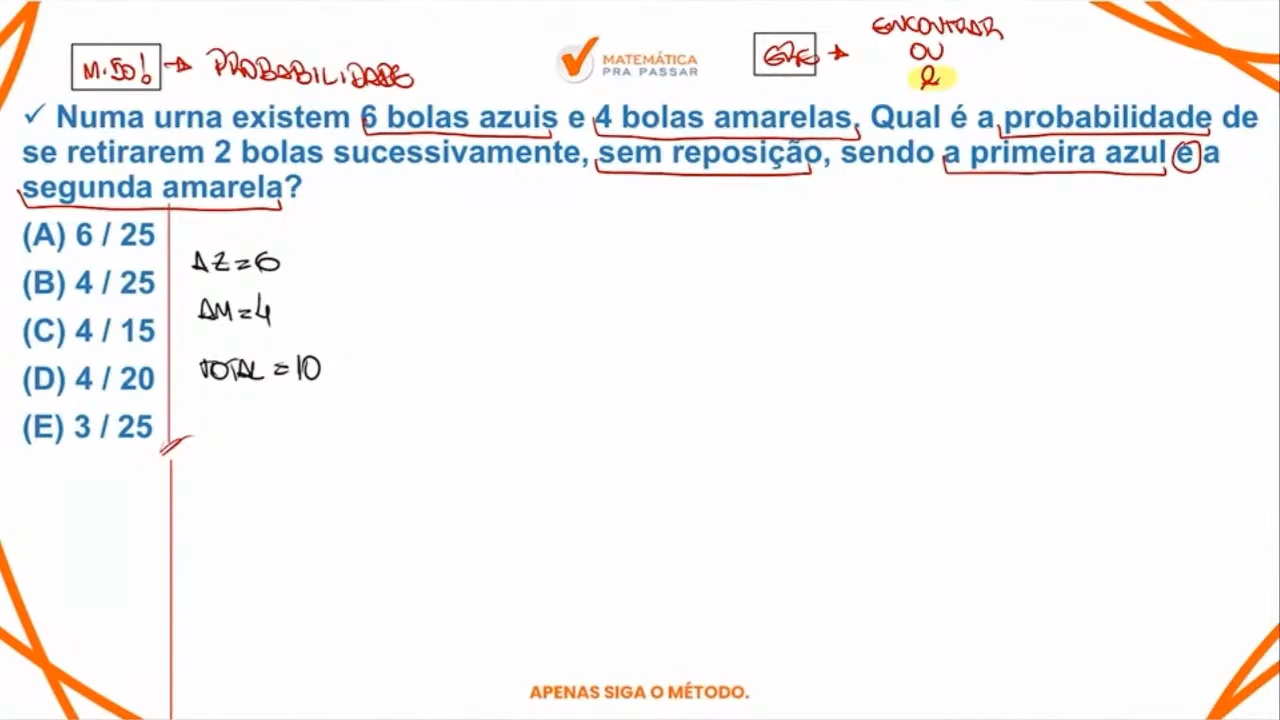 M.50! → PROBABILIDADE
MATEMÁTICA
PRA PASSAR
→ ENCONTRAR
OU
e
✓ Numa urna existem 6 bolas azuis e 4 bolas amarelas. Qual é a probabilidade de
se retirarem 2 bolas sucessivamente, sem reposição, sendo a primeira azul e a
segunda amarela?
(A) 6 / 25
(B) 4 / 25
(C) 4 / 15
(D) 4 / 20
(E) 3 / 25
AZ = 6
AM = 4
TOTAL = 10
APENAS SIGA O MÉTODO.